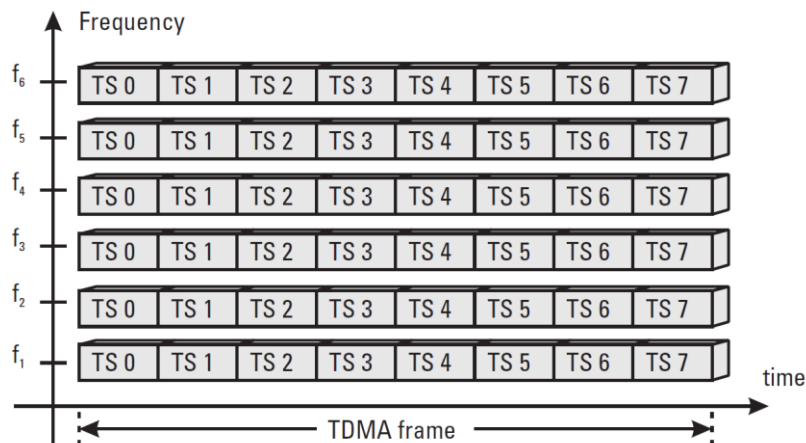 Frequency
f₆ TS 0 TS 1 TS 2 TS 3 TS 4 TS 5 TS 6 TS 7
f₅ TS 0 TS 1 TS 2 TS 3 TS 4 TS 5 TS 6 TS 7
f₄ TS 0 TS 1 TS 2 TS 3 TS 4 TS 5 TS 6 TS 7
f₃ TS 0 TS 1 TS 2 TS 3 TS 4 TS 5 TS 6 TS 7
f₂ TS 0 TS 1 TS 2 TS 3 TS 4 TS 5 TS 6 TS 7
f₁ TS 0 TS 1 TS 2 TS 3 TS 4 TS 5 TS 6 TS 7
time
TDMA frame